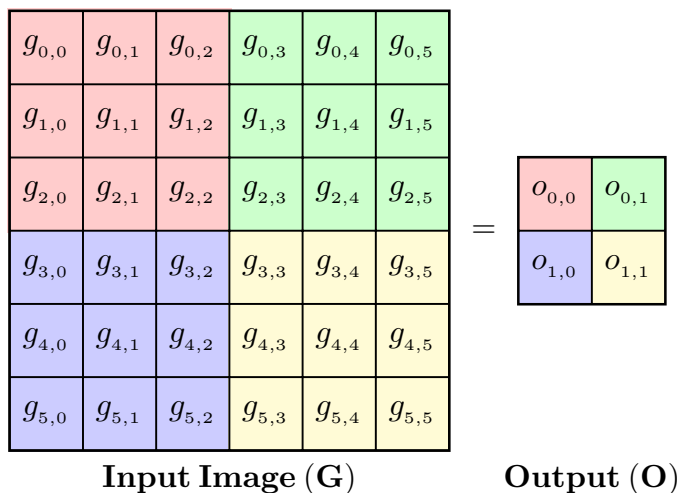 g0,0 g0,1 g0,2 g0,3 g0,4 g0,5
g1,0 g1,1 g1,2 g1,3 g1,4 g1,5
g2,0 g2,1 g2,2 g2,3 g2,4 g2,5
g3,0 g3,1 g3,2 g3,3 g3,4 g3,5
g4,0 g4,1 g4,2 g4,3 g4,4 g4,5
g5,0 g5,1 g5,2 g5,3 g5,4 g5,5
=
o0,0 o0,1
o1,0 o1,1
Input Image (G)
Output (O)